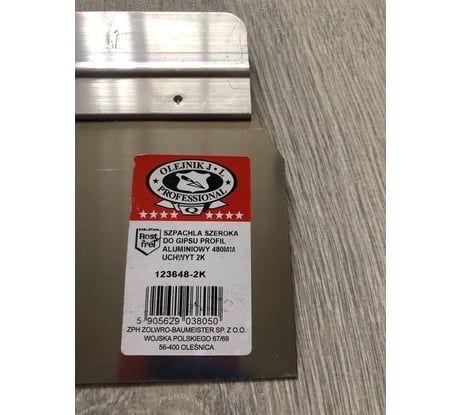 OLEJNIK J.I.
PROFESSIONAL
Rost
frei
SZPACHLA SZEROKA
DO GIPSU PROFIL
ALUMINIOWY 480MM
UCHWYT 2K
123648-2K
5 905629 038050
ZPH ZOLWRO-BAUMEISTER SP. Z O.O.
WOJSKA POLSKIEGO 67/69
56-400 OLEŚNICA